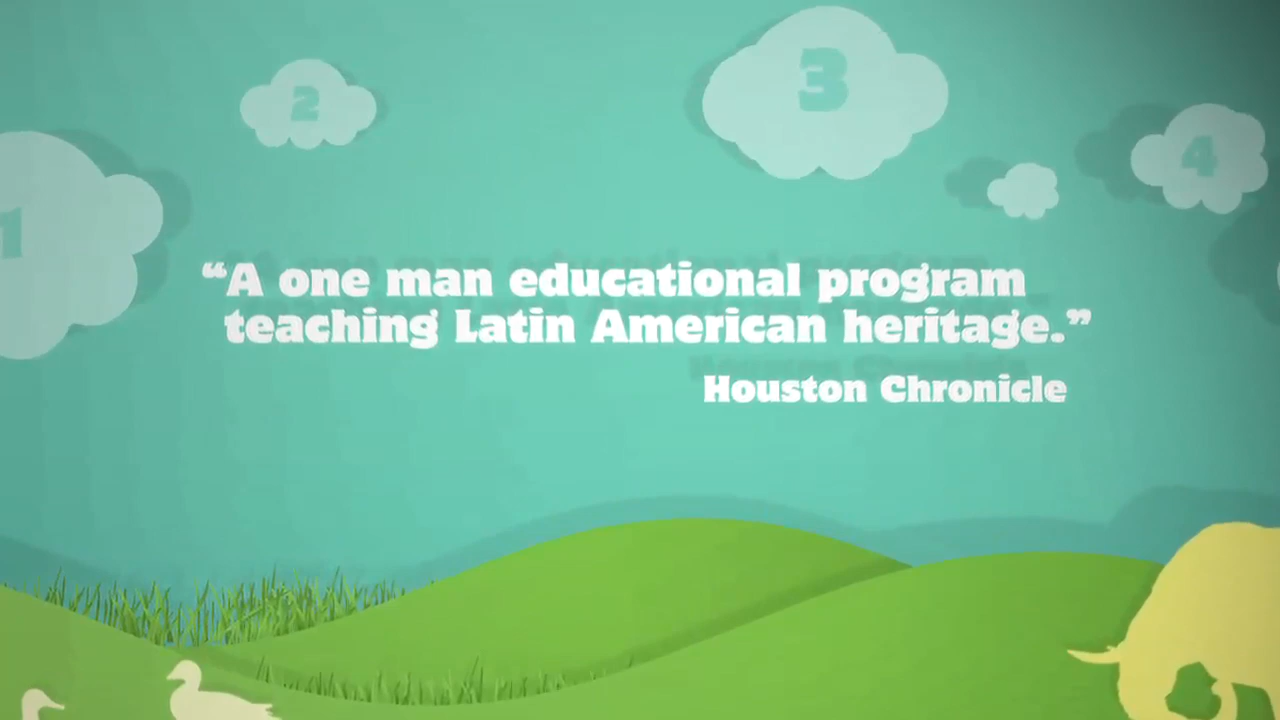 1
2
3
4
“A one man educational program
teaching Latin American heritage.”
Houston Chronicle